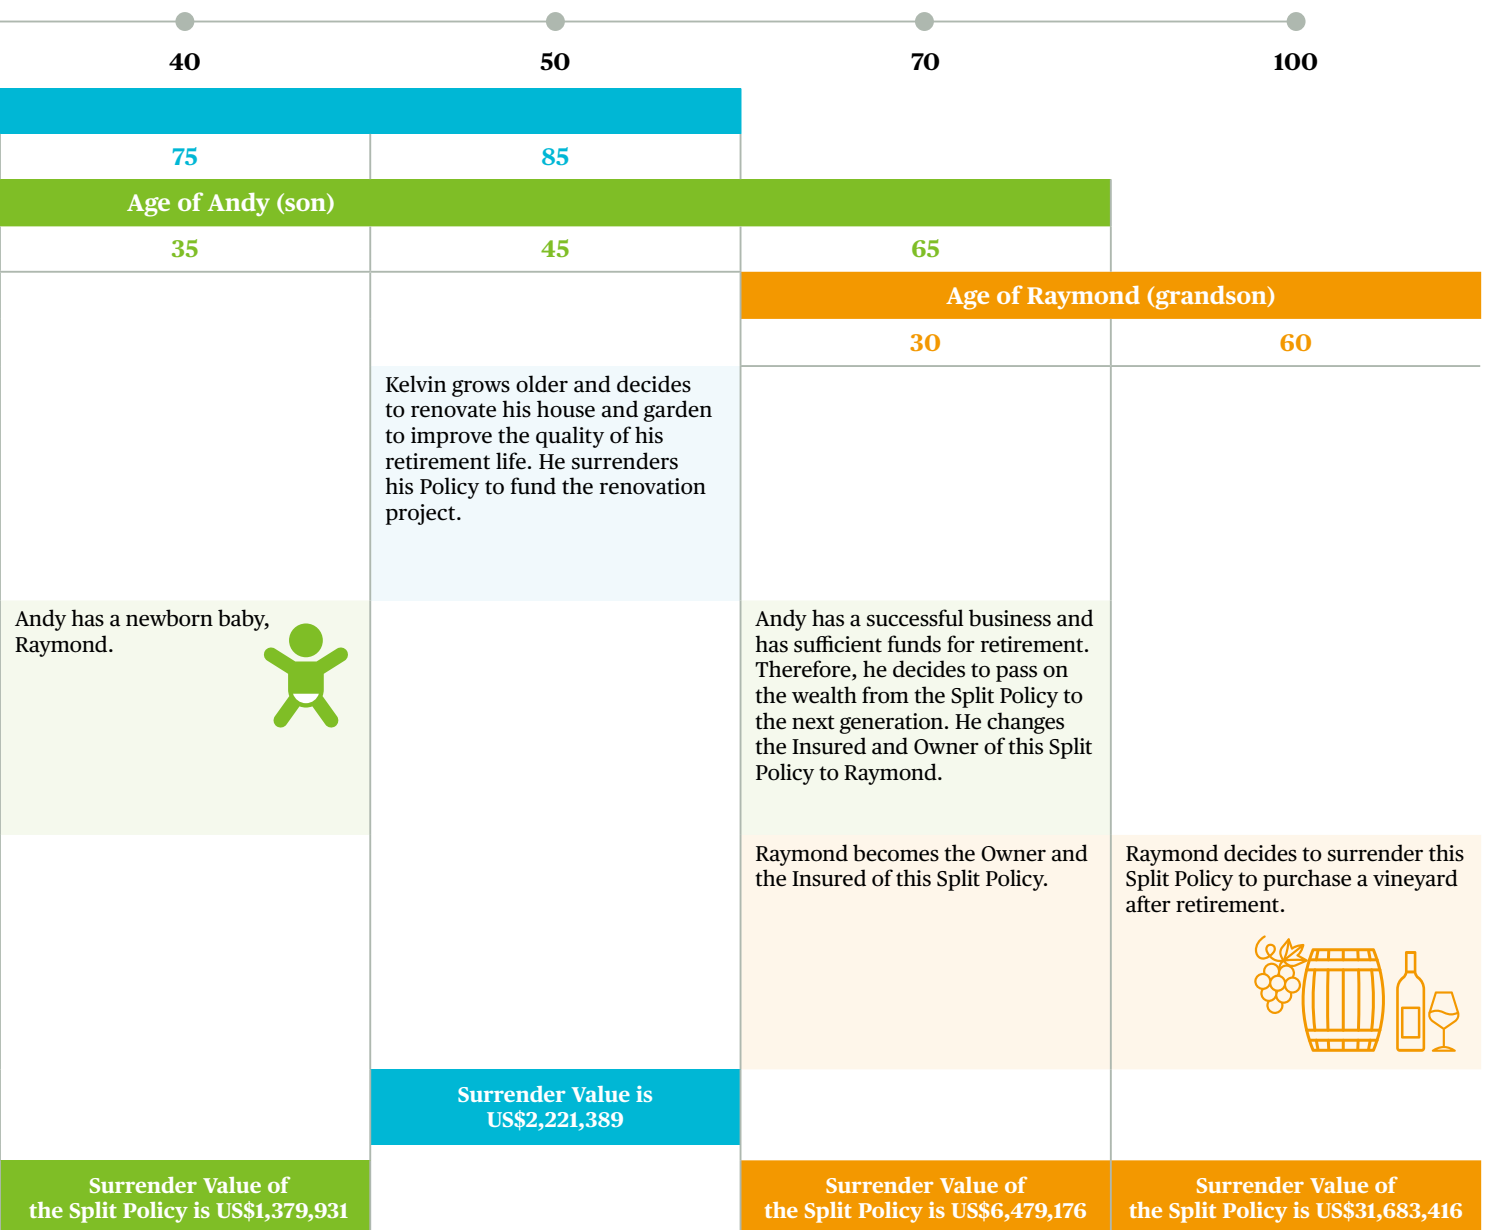 40
50
70
100
75
85
Age of Andy (son)
35
45
65
Age of Raymond (grandson)
30
60
Kelvin grows older and decides
to renovate his house and garden
to improve the quality of his
retirement life. He surrenders
his Policy to fund the renovation
project.
Andy has a newborn baby,
Raymond.
Andy has a successful business and
has sufficient funds for retirement.
Therefore, he decides to pass on
the wealth from the Split Policy to
the next generation. He changes
the Insured and Owner of this Split
Policy to Raymond.
Raymond becomes the Owner and
the Insured of this Split Policy.
Raymond decides to surrender this
Split Policy to purchase a vineyard
after retirement.
Surrender Value is
US$2,221,389
Surrender Value of
the Split Policy is US$1,379,931
Surrender Value of
the Split Policy is US$6,479,176
Surrender Value of
the Split Policy is US$31,683,416